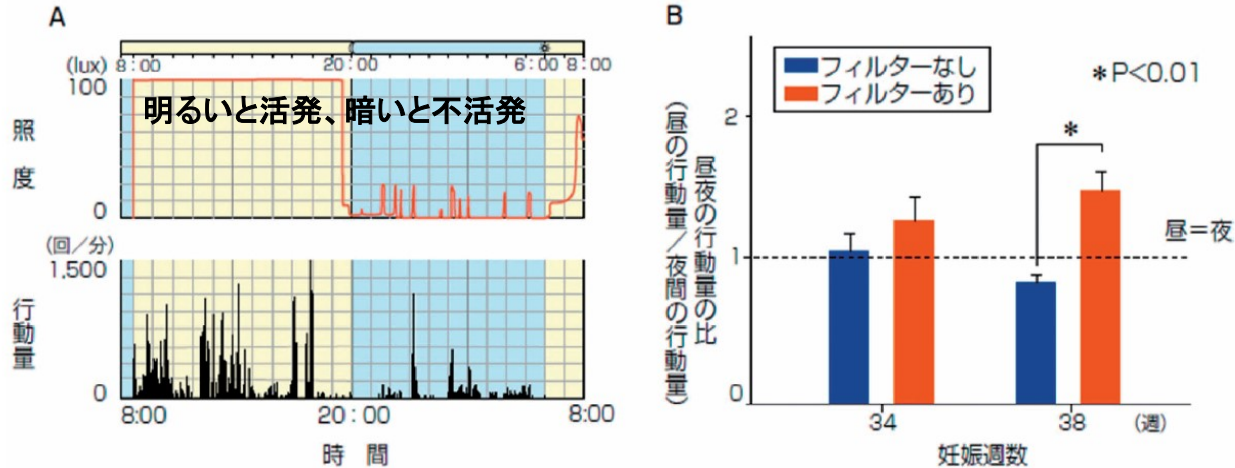 A
(lux)
8:00
20:00
6:00
8:00
100
明るいと活発、暗いと不活発
照度
0
(回/分)
1,500
行動量
0
8:00
20:00
8:00
時間
B
フィルターなし
フィルターあり
*P<0.01
2
*
昼夜の行動量の比
(昼の行動量/夜間の行動量)
昼=夜
1
0
34
38
(週)
妊娠週数